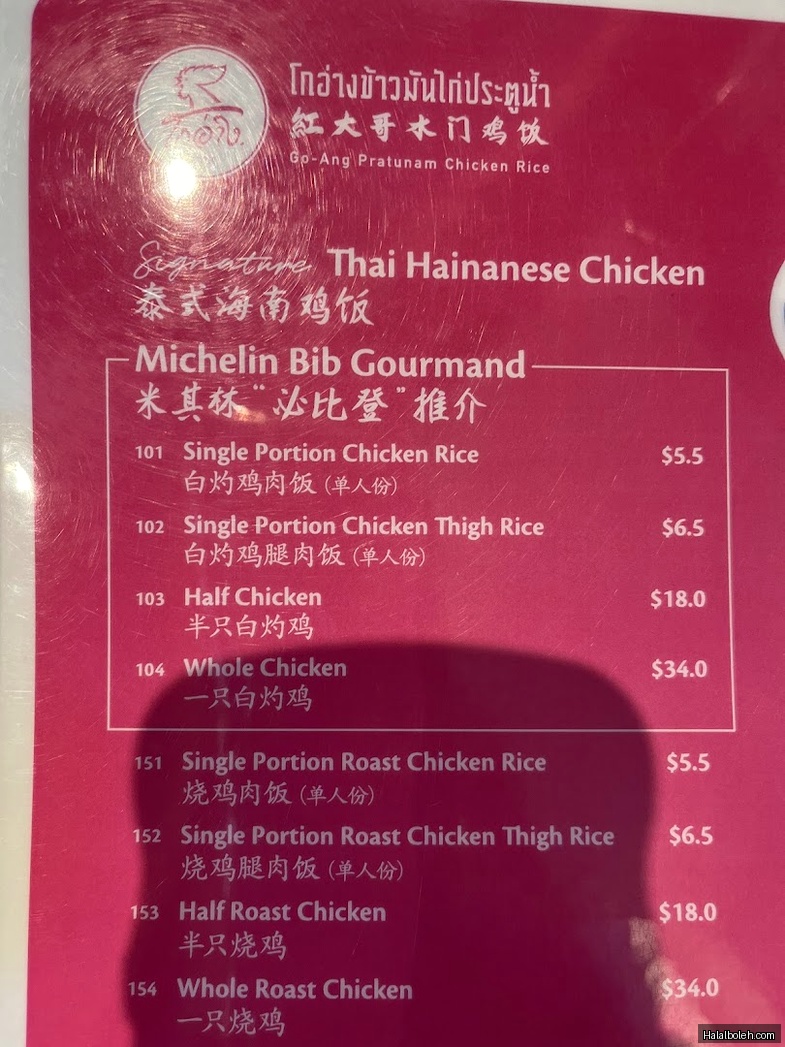 โกอ่าง
โกอ่างข้าวมันไก่ประตูน้ำ
紅大哥水门鸡饭
Go-Ang Pratunam Chicken Rice
Signature Thai Hainanese Chicken
泰式海南鸡饭
Michelin Bib Gourmand
米其林“必比登”推介
101 Single Portion Chicken Rice $5.5
白灼鸡肉饭 (单人份)
102 Single Portion Chicken Thigh Rice $6.5
白灼鸡腿肉饭 (单人份)
103 Half Chicken $18.0
半只白灼鸡
104 Whole Chicken $34.0
一只白灼鸡
151 Single Portion Roast Chicken Rice $5.5
烧鸡肉饭 (单人份)
152 Single Portion Roast Chicken Thigh Rice $6.5
烧鸡腿肉饭 (单人份)
153 Half Roast Chicken $18.0
半只烧鸡
154 Whole Roast Chicken $34.0
一只烧鸡
Halalboleh.com